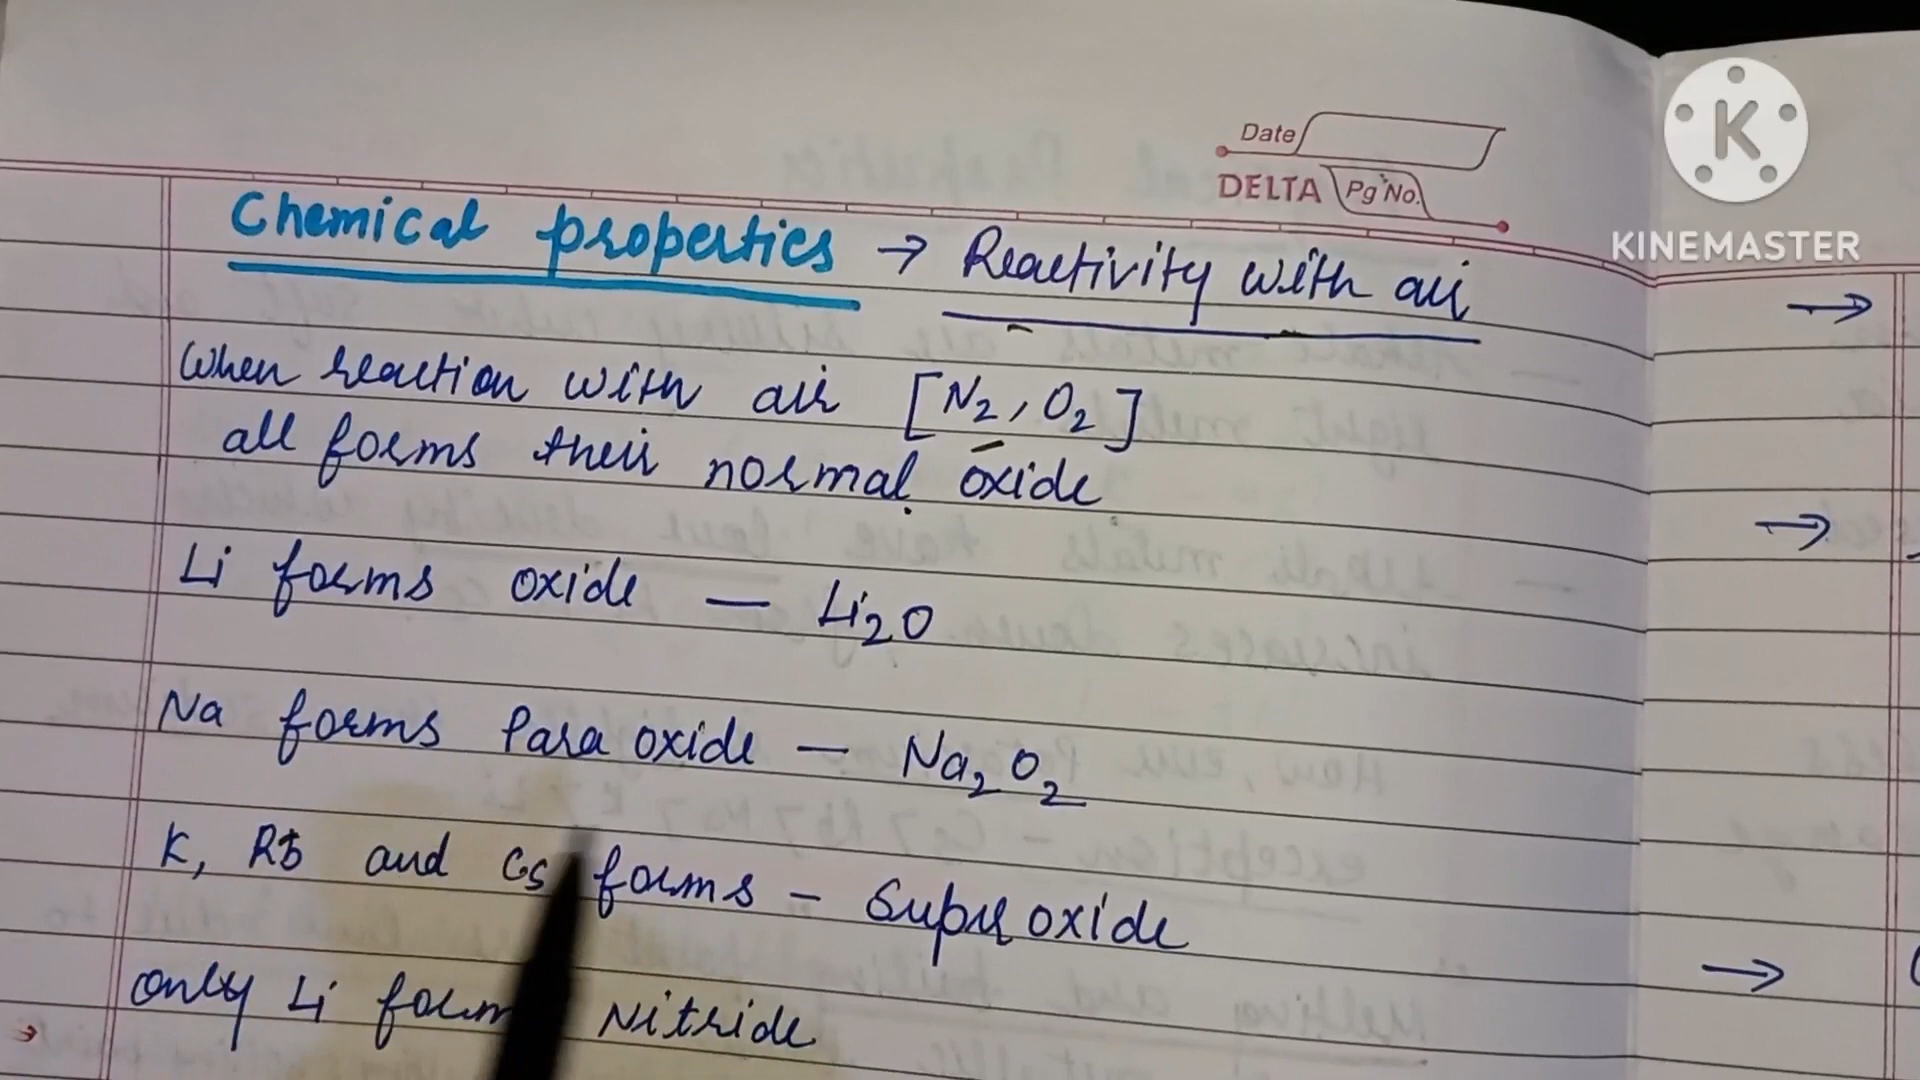 Date
DELTA Pg No.
KINEMASTER
Chemical properties → Reactivity with air
When reaction with air [N2, O2]
all forms their normal oxide
Li forms oxide — Li2O
Na forms Para oxide — Na2O2
K, Rb and Cs forms - Super oxide
only Li form Nitride